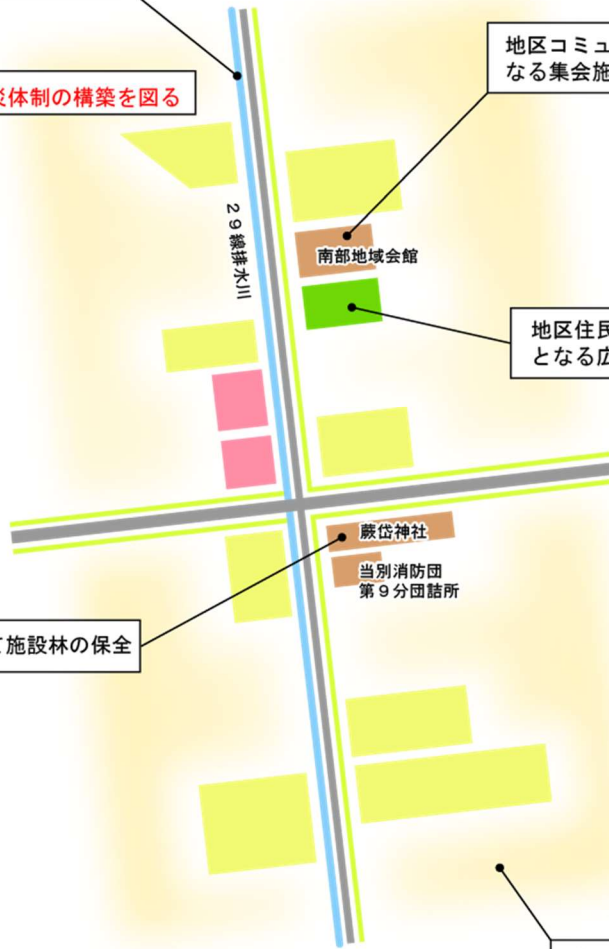 地区コミュ
なる集会施
災体制の構築を図る
29線排水川
南部地域会館
地区住民
となる広
蕨岱神社
当別消防団
第9分団詰所
て施設林の保全